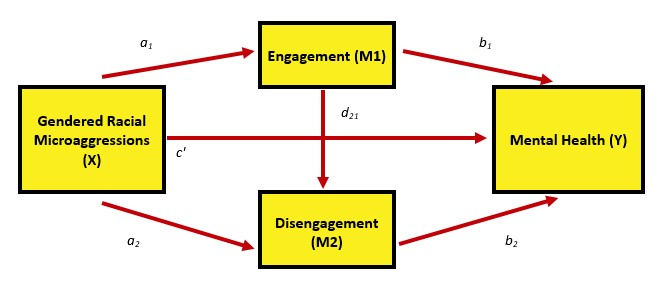 a1
Engagement (M1)
b1
Gendered Racial
Microaggressions
(X)
d21
c'
Mental Health (Y)
a2
Disengagement
(M2)
b2